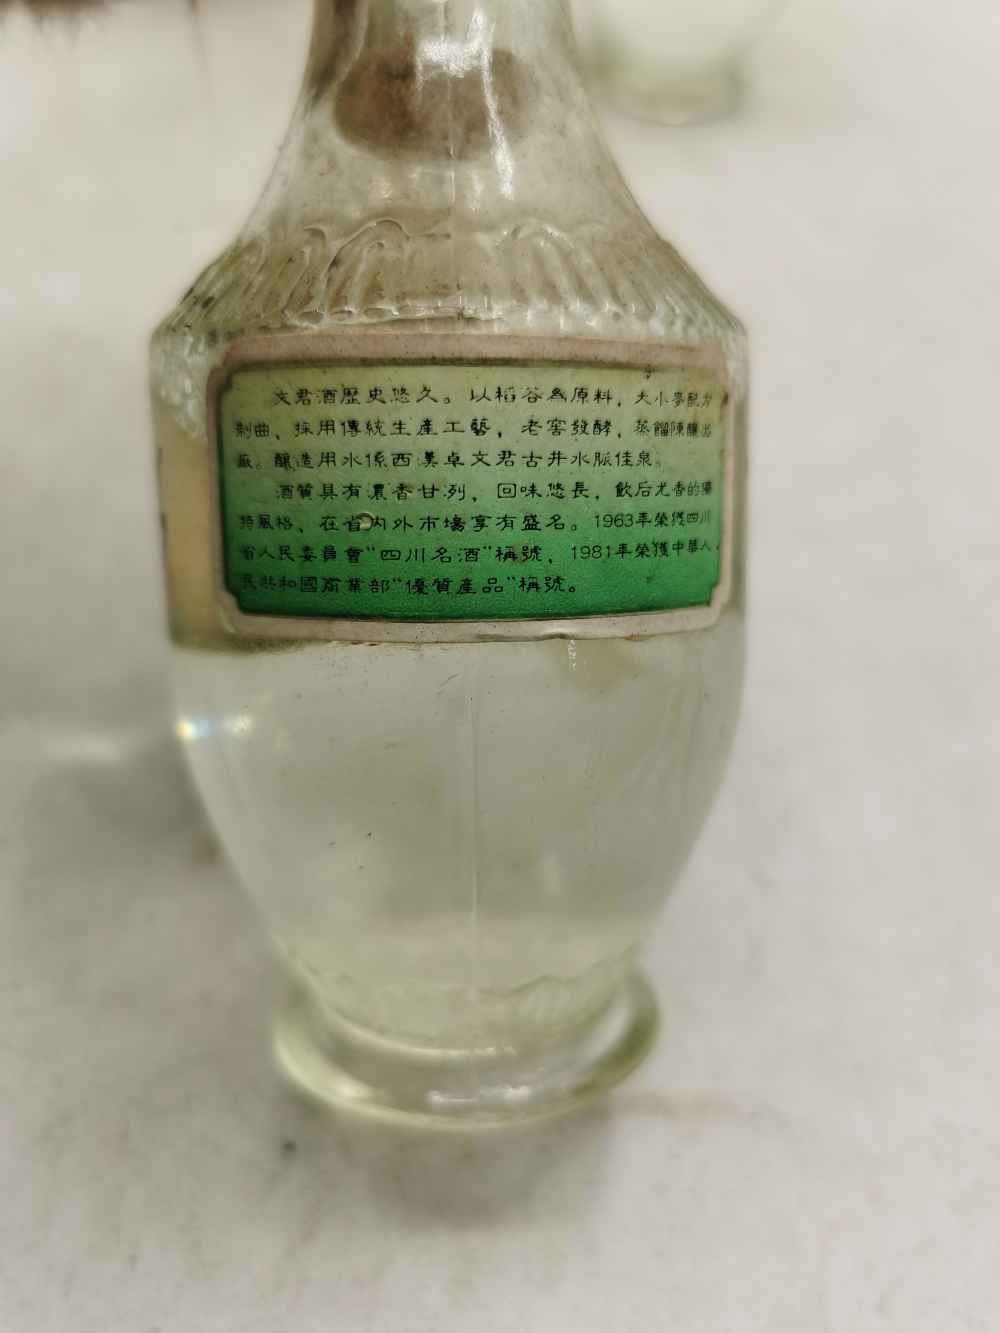 文君酒歷史悠久。以稻谷為原料，大小麥配方
制曲、採用傳統生產工藝，老窖發酵，蒸餾陳釀出
廠。釀造用水係西漢卓文君古井水脈佳泉。
酒質具有濃香甘洌，回味悠長，飲后尤香的獨
特風格、在省內外市場享有盛名。1963年榮獲四川
省人民委員會“四川名酒”稱號，1981年榮獲中華人
民共和國商業部“優質產品”稱號。